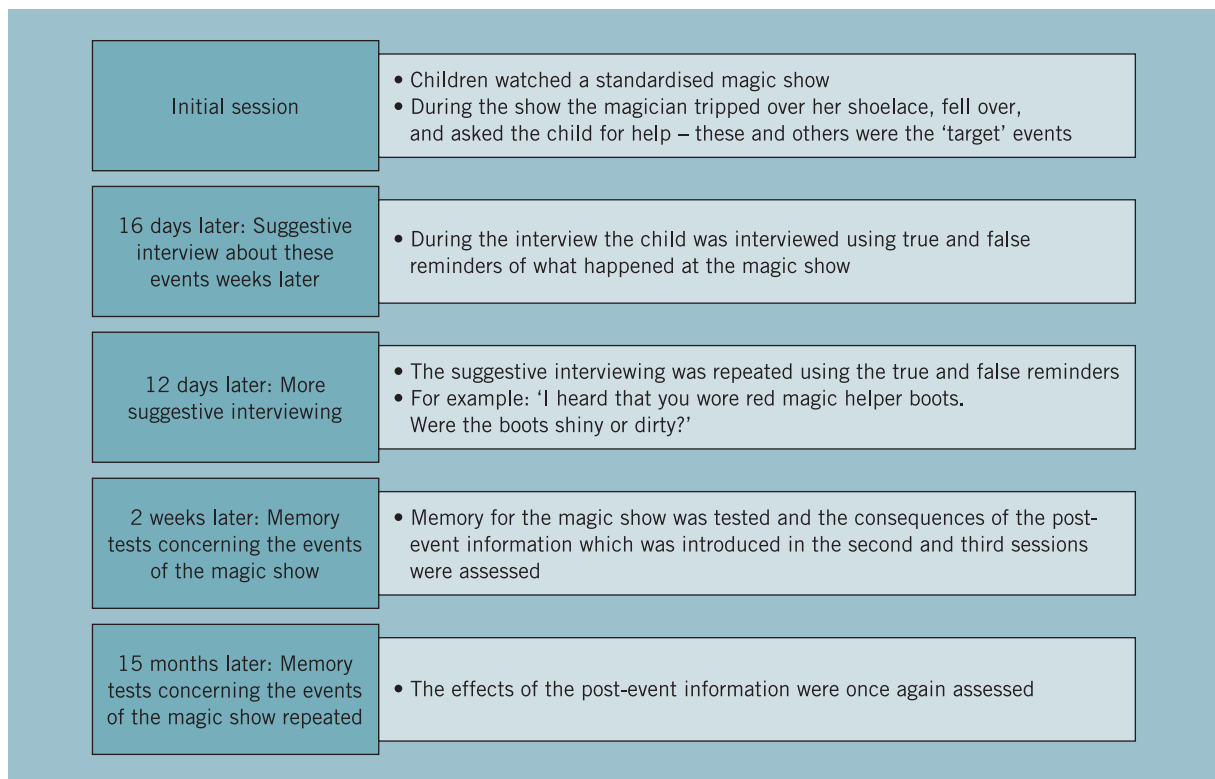 Initial session
• Children watched a standardised magic show
• During the show the magician tripped over her shoelace, fell over,
and asked the child for help – these and others were the ‘target’ events
16 days later: Suggestive
interview about these
events weeks later
• During the interview the child was interviewed using true and false
reminders of what happened at the magic show
12 days later: More
suggestive interviewing
• The suggestive interviewing was repeated using the true and false reminders
• For example: ‘I heard that you wore red magic helper boots.
Were the boots shiny or dirty?’
2 weeks later: Memory
tests concerning the events
of the magic show
• Memory for the magic show was tested and the consequences of the post-
event information which was introduced in the second and third sessions
were assessed
15 months later: Memory
tests concerning the events
of the magic show repeated
• The effects of the post-event information were once again assessed